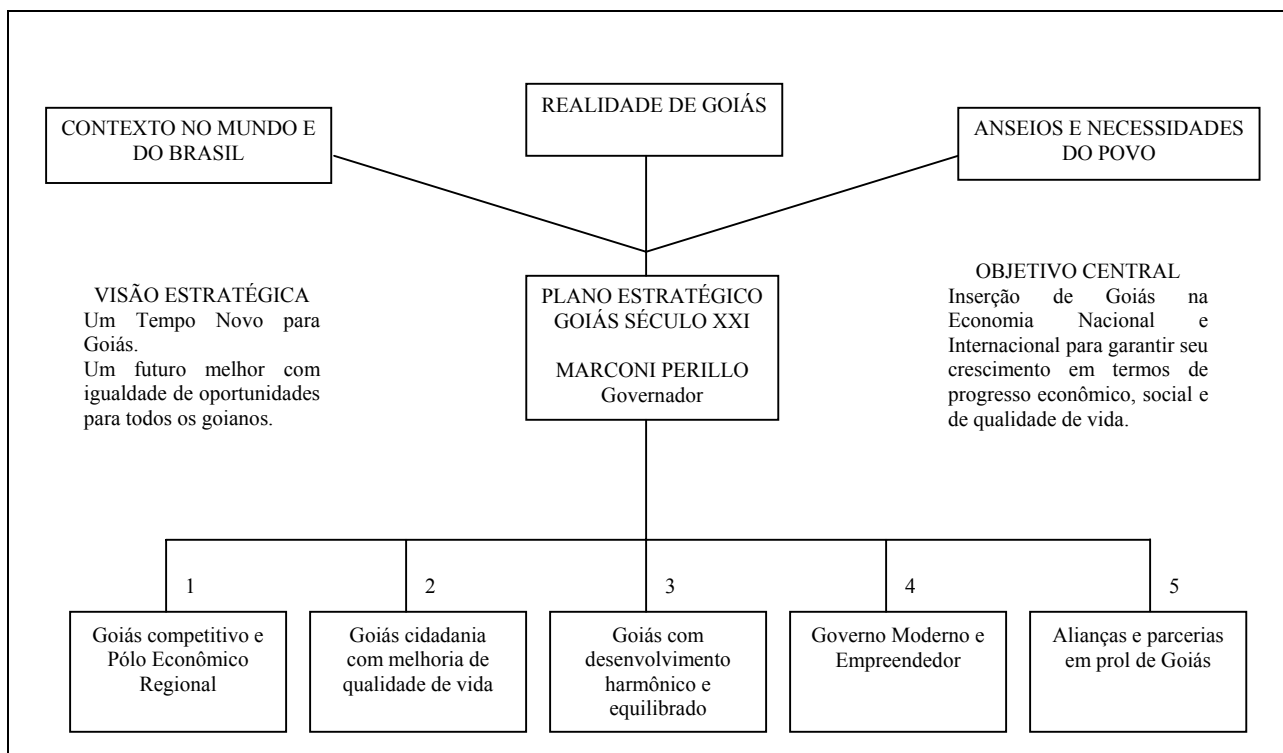 CONTEXTO NO MUNDO E
DO BRASIL
REALIDADE DE GOIÁS
ANSEIOS E NECESSIDADES
DO POVO
VISÃO ESTRATÉGICA
Um Tempo Novo para
Goiás.
Um futuro melhor com
igualdade de oportunidades
para todos os goianos.
PLANO ESTRATÉGICO
GOIÁS SÉCULO XXI
MARCONI PERILLO
Governador
OBJETIVO CENTRAL
Inserção de Goiás na
Economia Nacional e
Internacional para garantir seu
crescimento em termos de
progresso econômico, social e
de qualidade de vida.
1
Goiás competitivo e
Pólo Econômico
Regional
2
Goiás cidadania
com melhoria de
qualidade de vida
3
Goiás com
desenvolvimento
harmônico e
equilibrado
4
Governo Moderno e
Empreendedor
5
Alianças e parcerias
em prol de Goiás